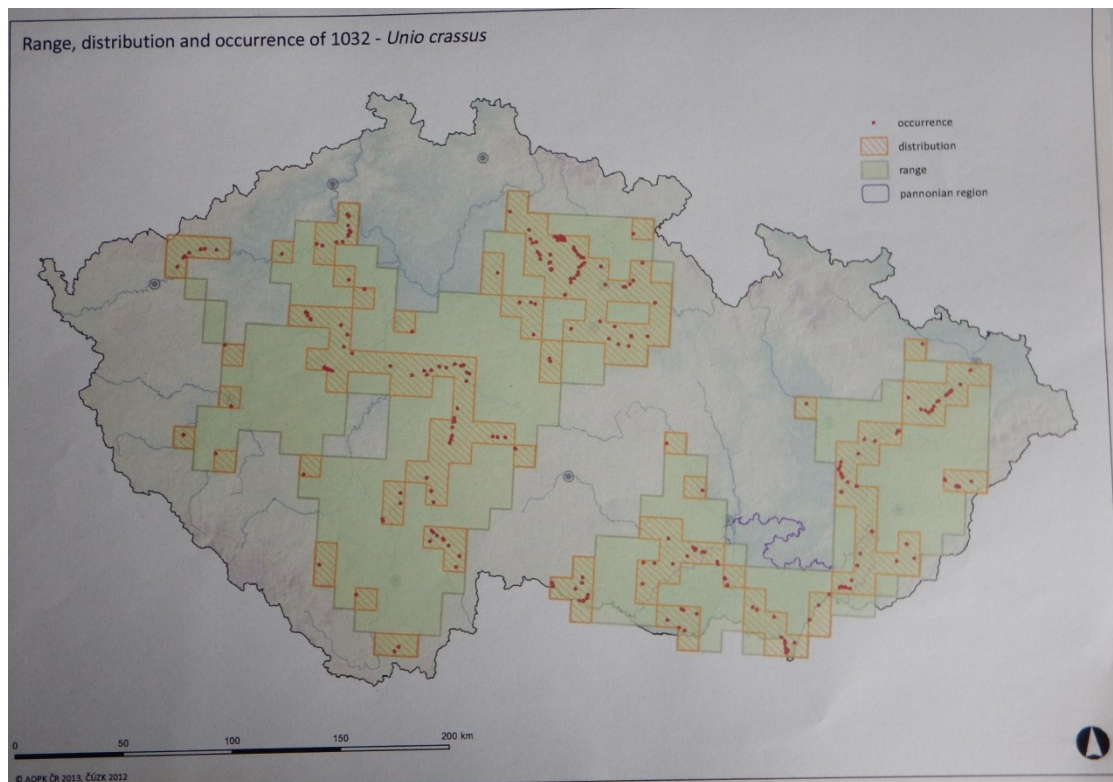 Range, distribution and occurrence of 1032 - Unio crassus
occurrence
distribution
range
pannonian region
0 50 100 150 200 km
© AOPK ČR 2013, ČÚZK 2012